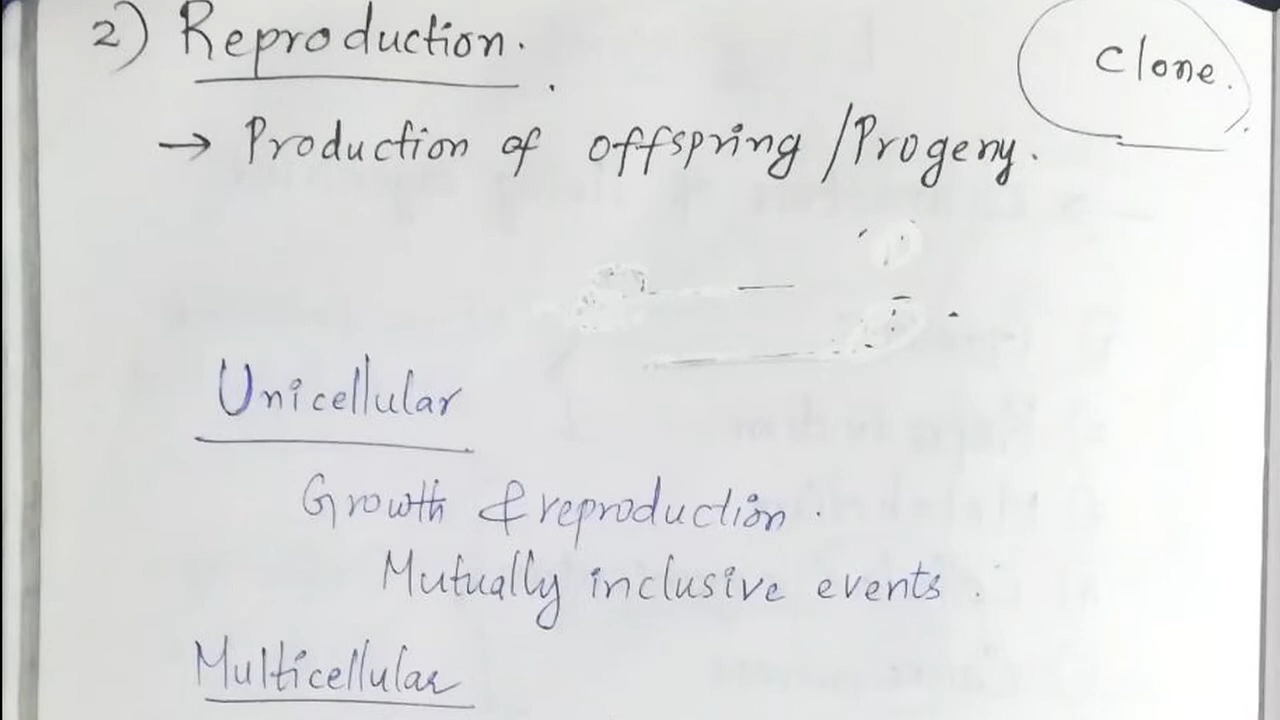 2) Reproduction.
Clone.
→ Production of offspring / Progeny.
Unicellular
Growth & reproduction.
Mutually inclusive events.
Multicellular